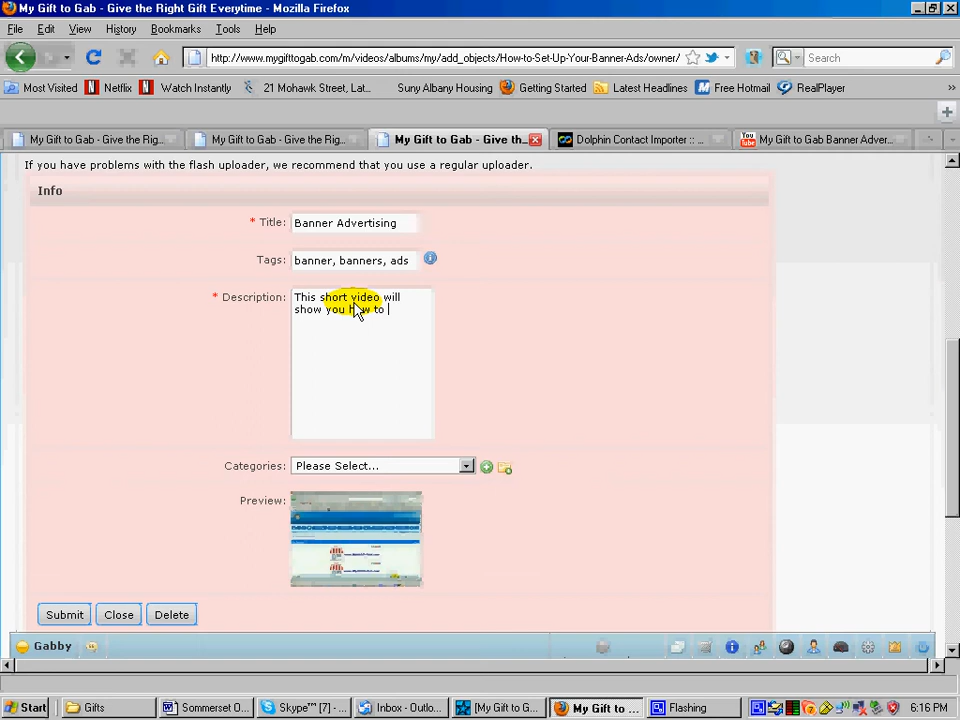 My Gift to Gab - Give the Right Gift Everytime - Mozilla Firefox
File Edit View History Bookmarks Tools Help
http://www.mygifttogab.com/m/videos/albums/my/add_objects/How-to-Set-Up-Your-Banner-Ads/owner/
Search
Most Visited Netflix Watch Instantly 21 Mohawk Street, Lat... Suny Albany Housing Getting Started Latest Headlines Free Hotmail RealPlayer »
My Gift to Gab - Give the Rig... My Gift to Gab - Give the Rig... My Gift to Gab - Give th... Dolphin Contact Importer :: ... You Tube My Gift to Gab Banner Adver...
If you have problems with the flash uploader, we recommend that you use a regular uploader.
Info
* Title: Banner Advertising
Tags: banner, banners, ads
* Description: This short video will
show you how to
Categories: Please Select...
Preview:
Submit Close Delete
Gabby
Start Gifts Sommerset O... Skype™ [7] - ... Inbox - Outlo... [My Gift to G... My Gift to ... Flashing 6:16 PM